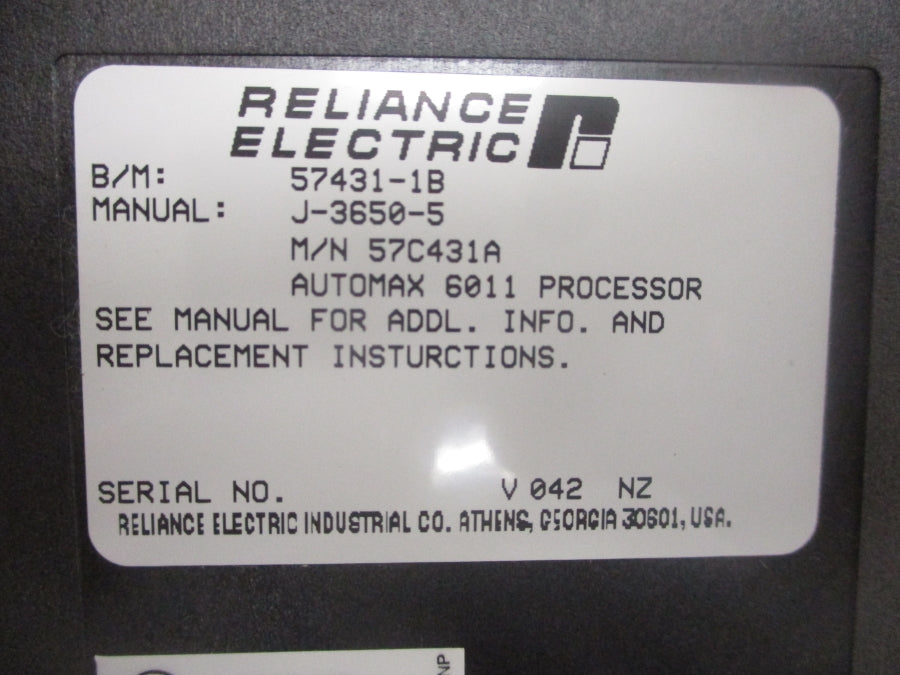 RELIANCE
ELECTRIC
B/M: 57431-1B
MANUAL: J-3650-5
M/N 57C431A
AUTOMAX 6011 PROCESSOR
SEE MANUAL FOR ADDL. INFO. AND
REPLACEMENT INSTURCTIONS.
SERIAL NO. V 042 NZ
RELIANCE ELECTRIC INDUSTRIAL CO. ATHENS, GEORGIA 30601, USA.
NP